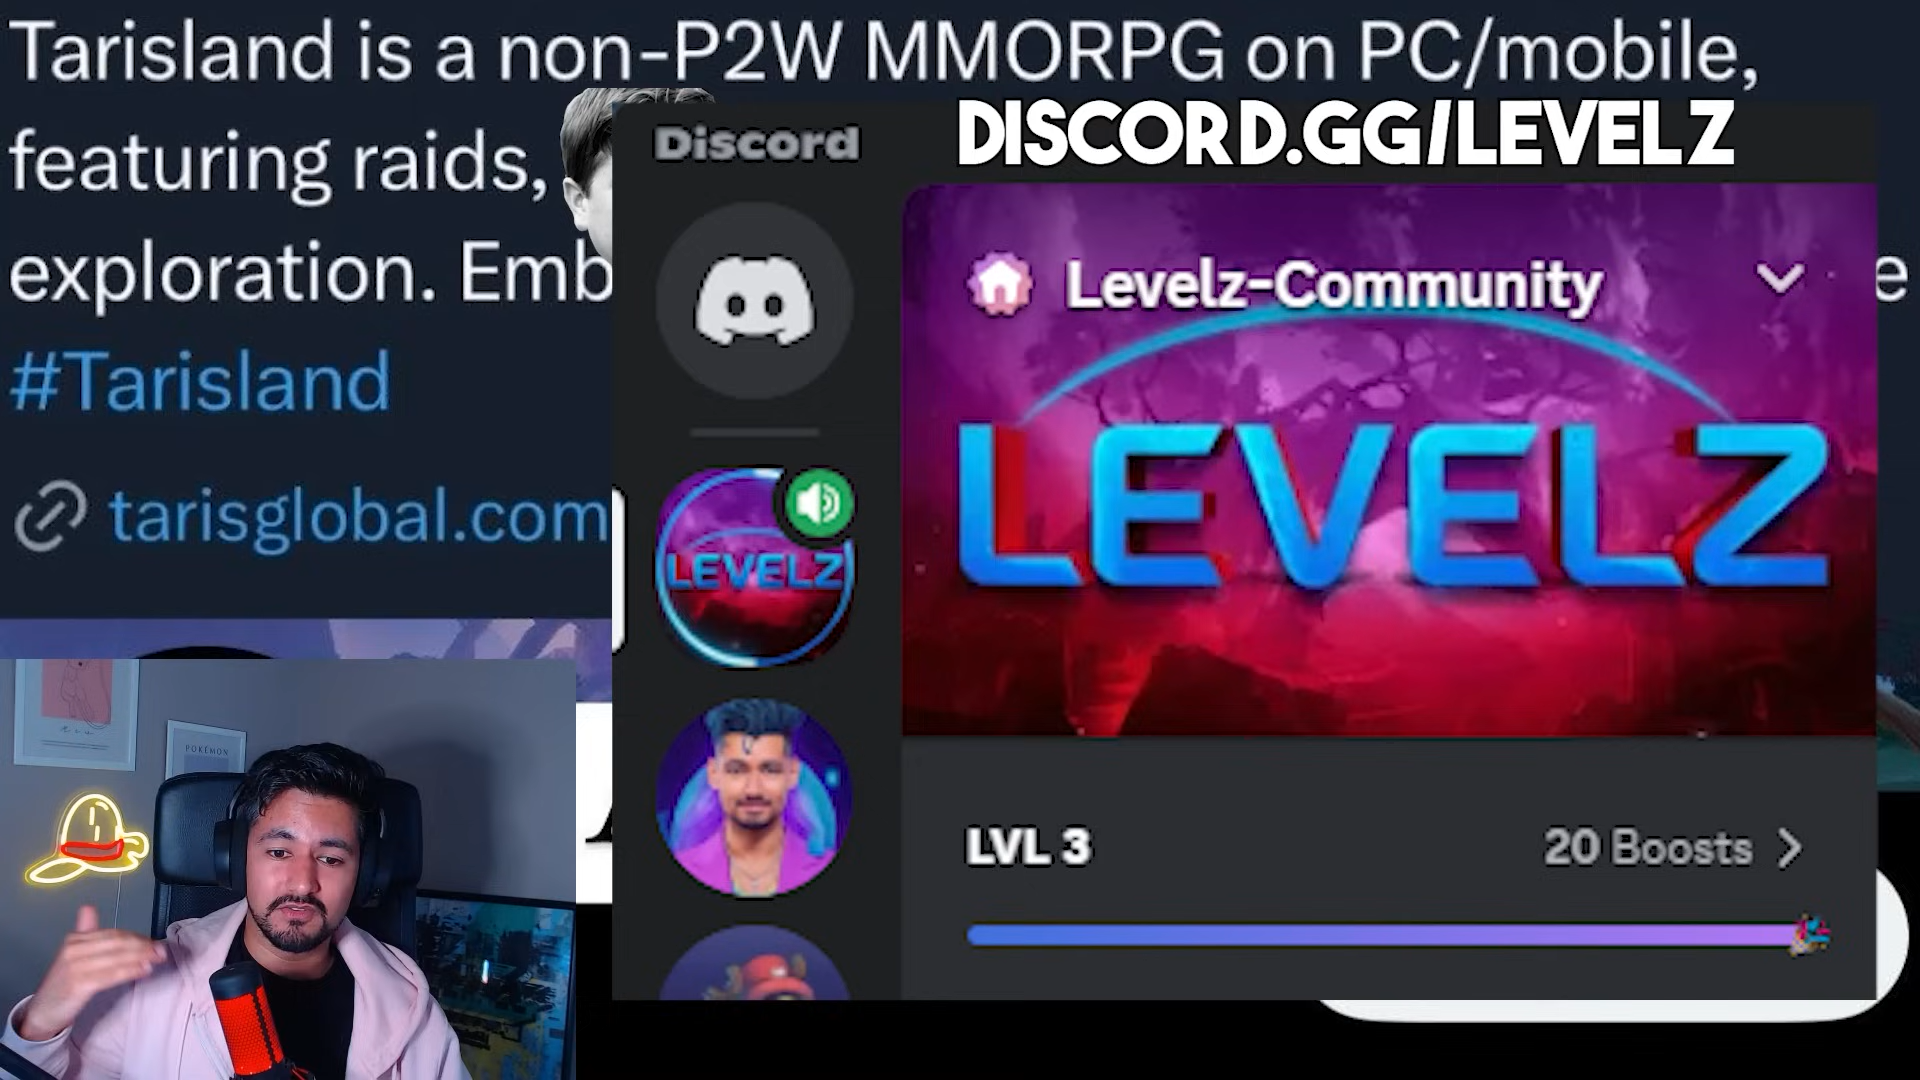 Tarisland is a non-P2W MMORPG on PC/mobile,
featuring raids,
exploration. Emb
e
#Tarisland
tarisglobal.com
Discord
DISCORD.GG/LEVELZ
Levelz-Community
LEVELZ
LEVELZ
LVL 3
20 Boosts
POKÉMON